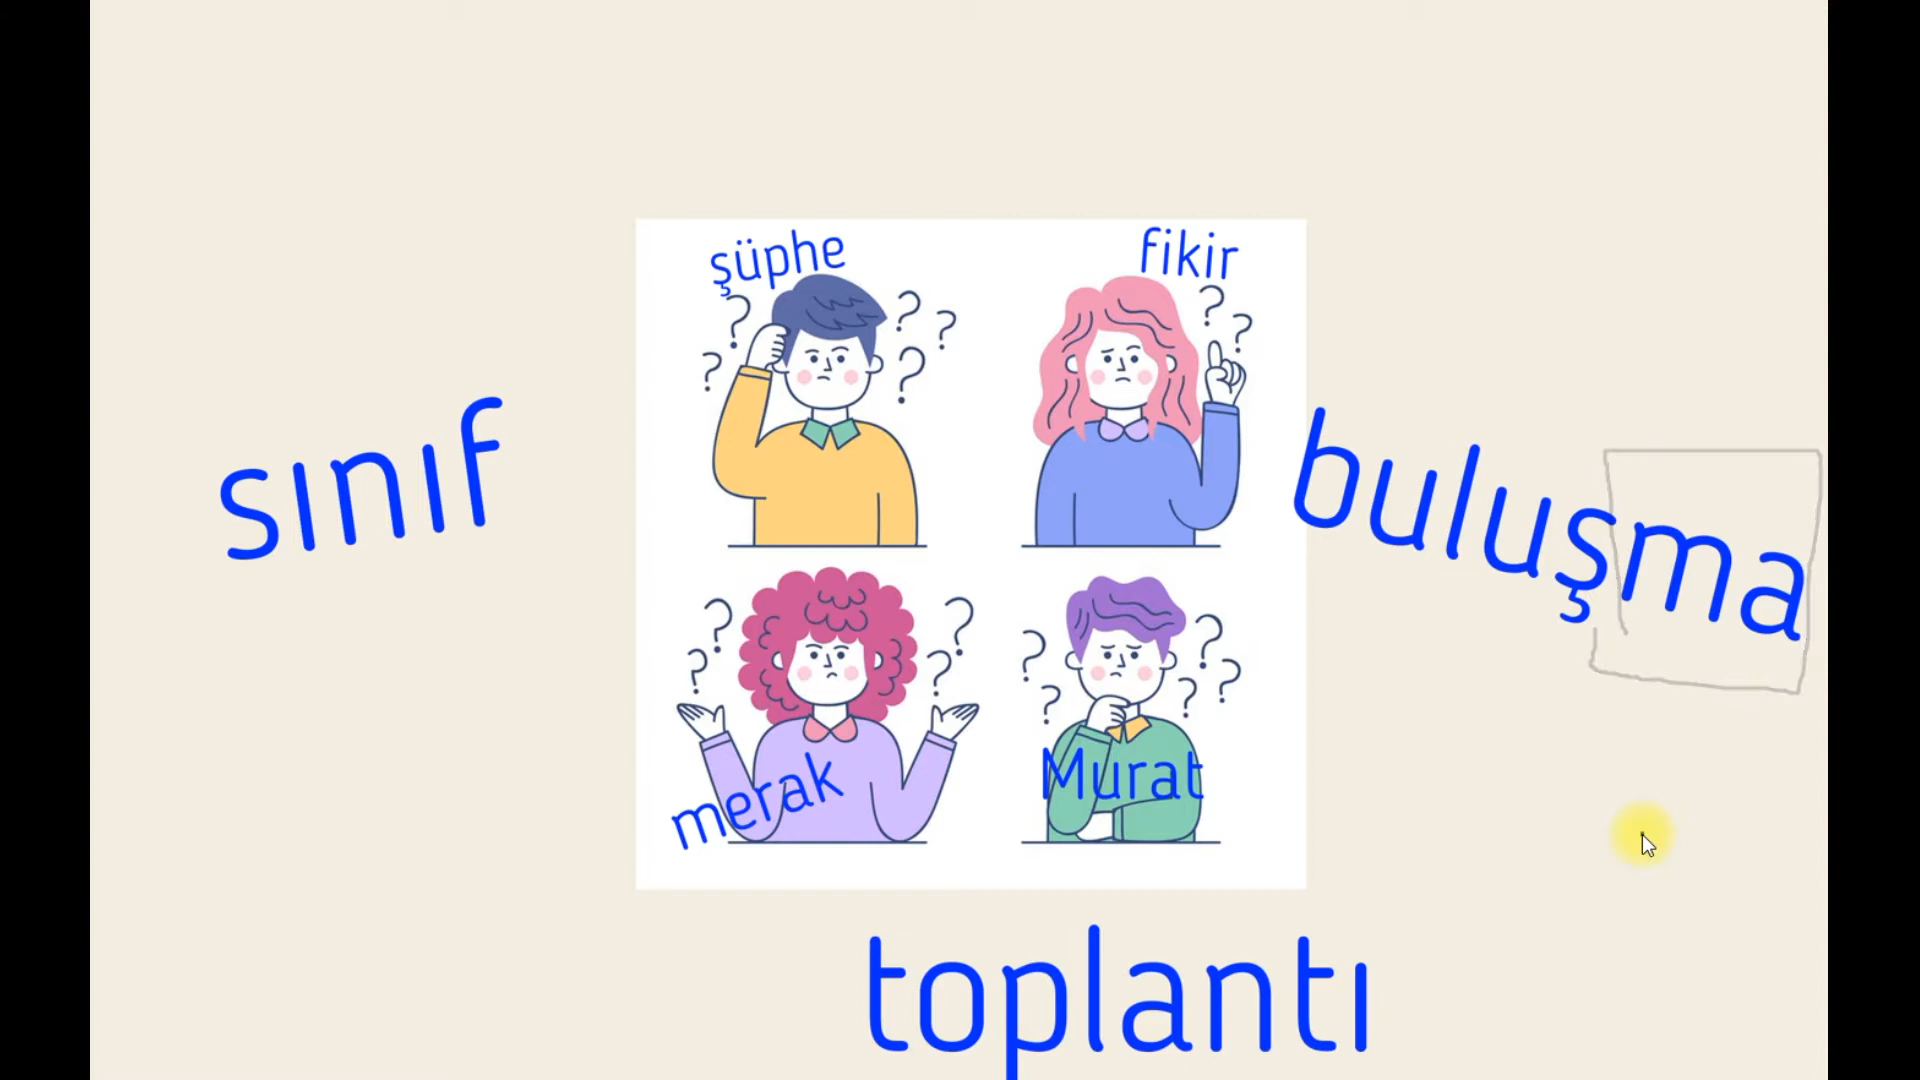 şüphe
fikir
sınıf
buluşma
merak
Murat
toplantı